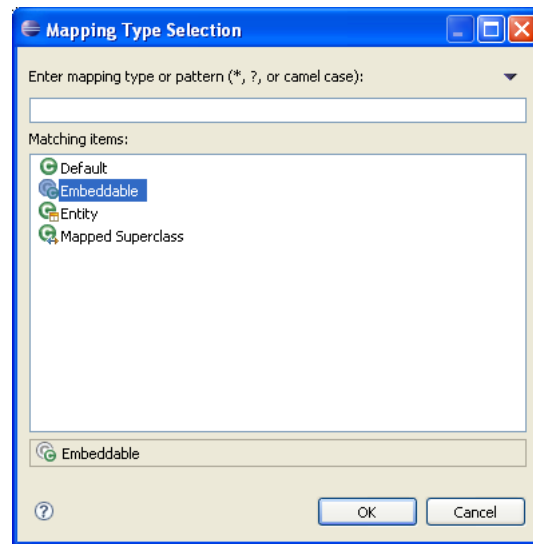 Mapping Type Selection
Enter mapping type or pattern (*, ?, or camel case):
Matching items:
Default
Embeddable
Entity
Mapped Superclass
Embeddable
OK Cancel